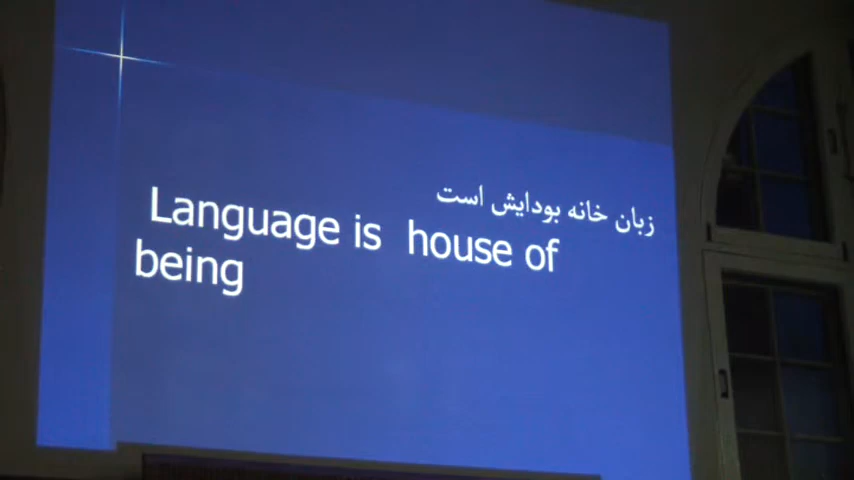 زبان خانه بودایش است
Language is house of
being